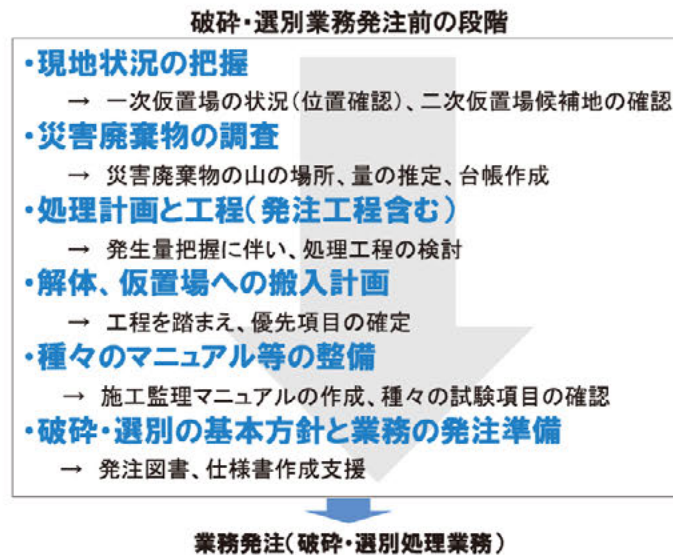 破砕・選別業務発注前の段階
・現地状況の把握
→ 一次仮置場の状況(位置確認)、二次仮置場候補地の確認
・災害廃棄物の調査
→ 災害廃棄物の山の場所、量の推定、台帳作成
・処理計画と工程(発注工程含む)
→ 発生量把握に伴い、処理工程の検討
・解体、仮置場への搬入計画
→ 工程を踏まえ、優先項目の確定
・種々のマニュアル等の整備
→ 施工監理マニュアルの作成、種々の試験項目の確認
・破砕・選別の基本方針と業務の発注準備
→ 発注図書、仕様書作成支援
業務発注(破砕・選別処理業務)